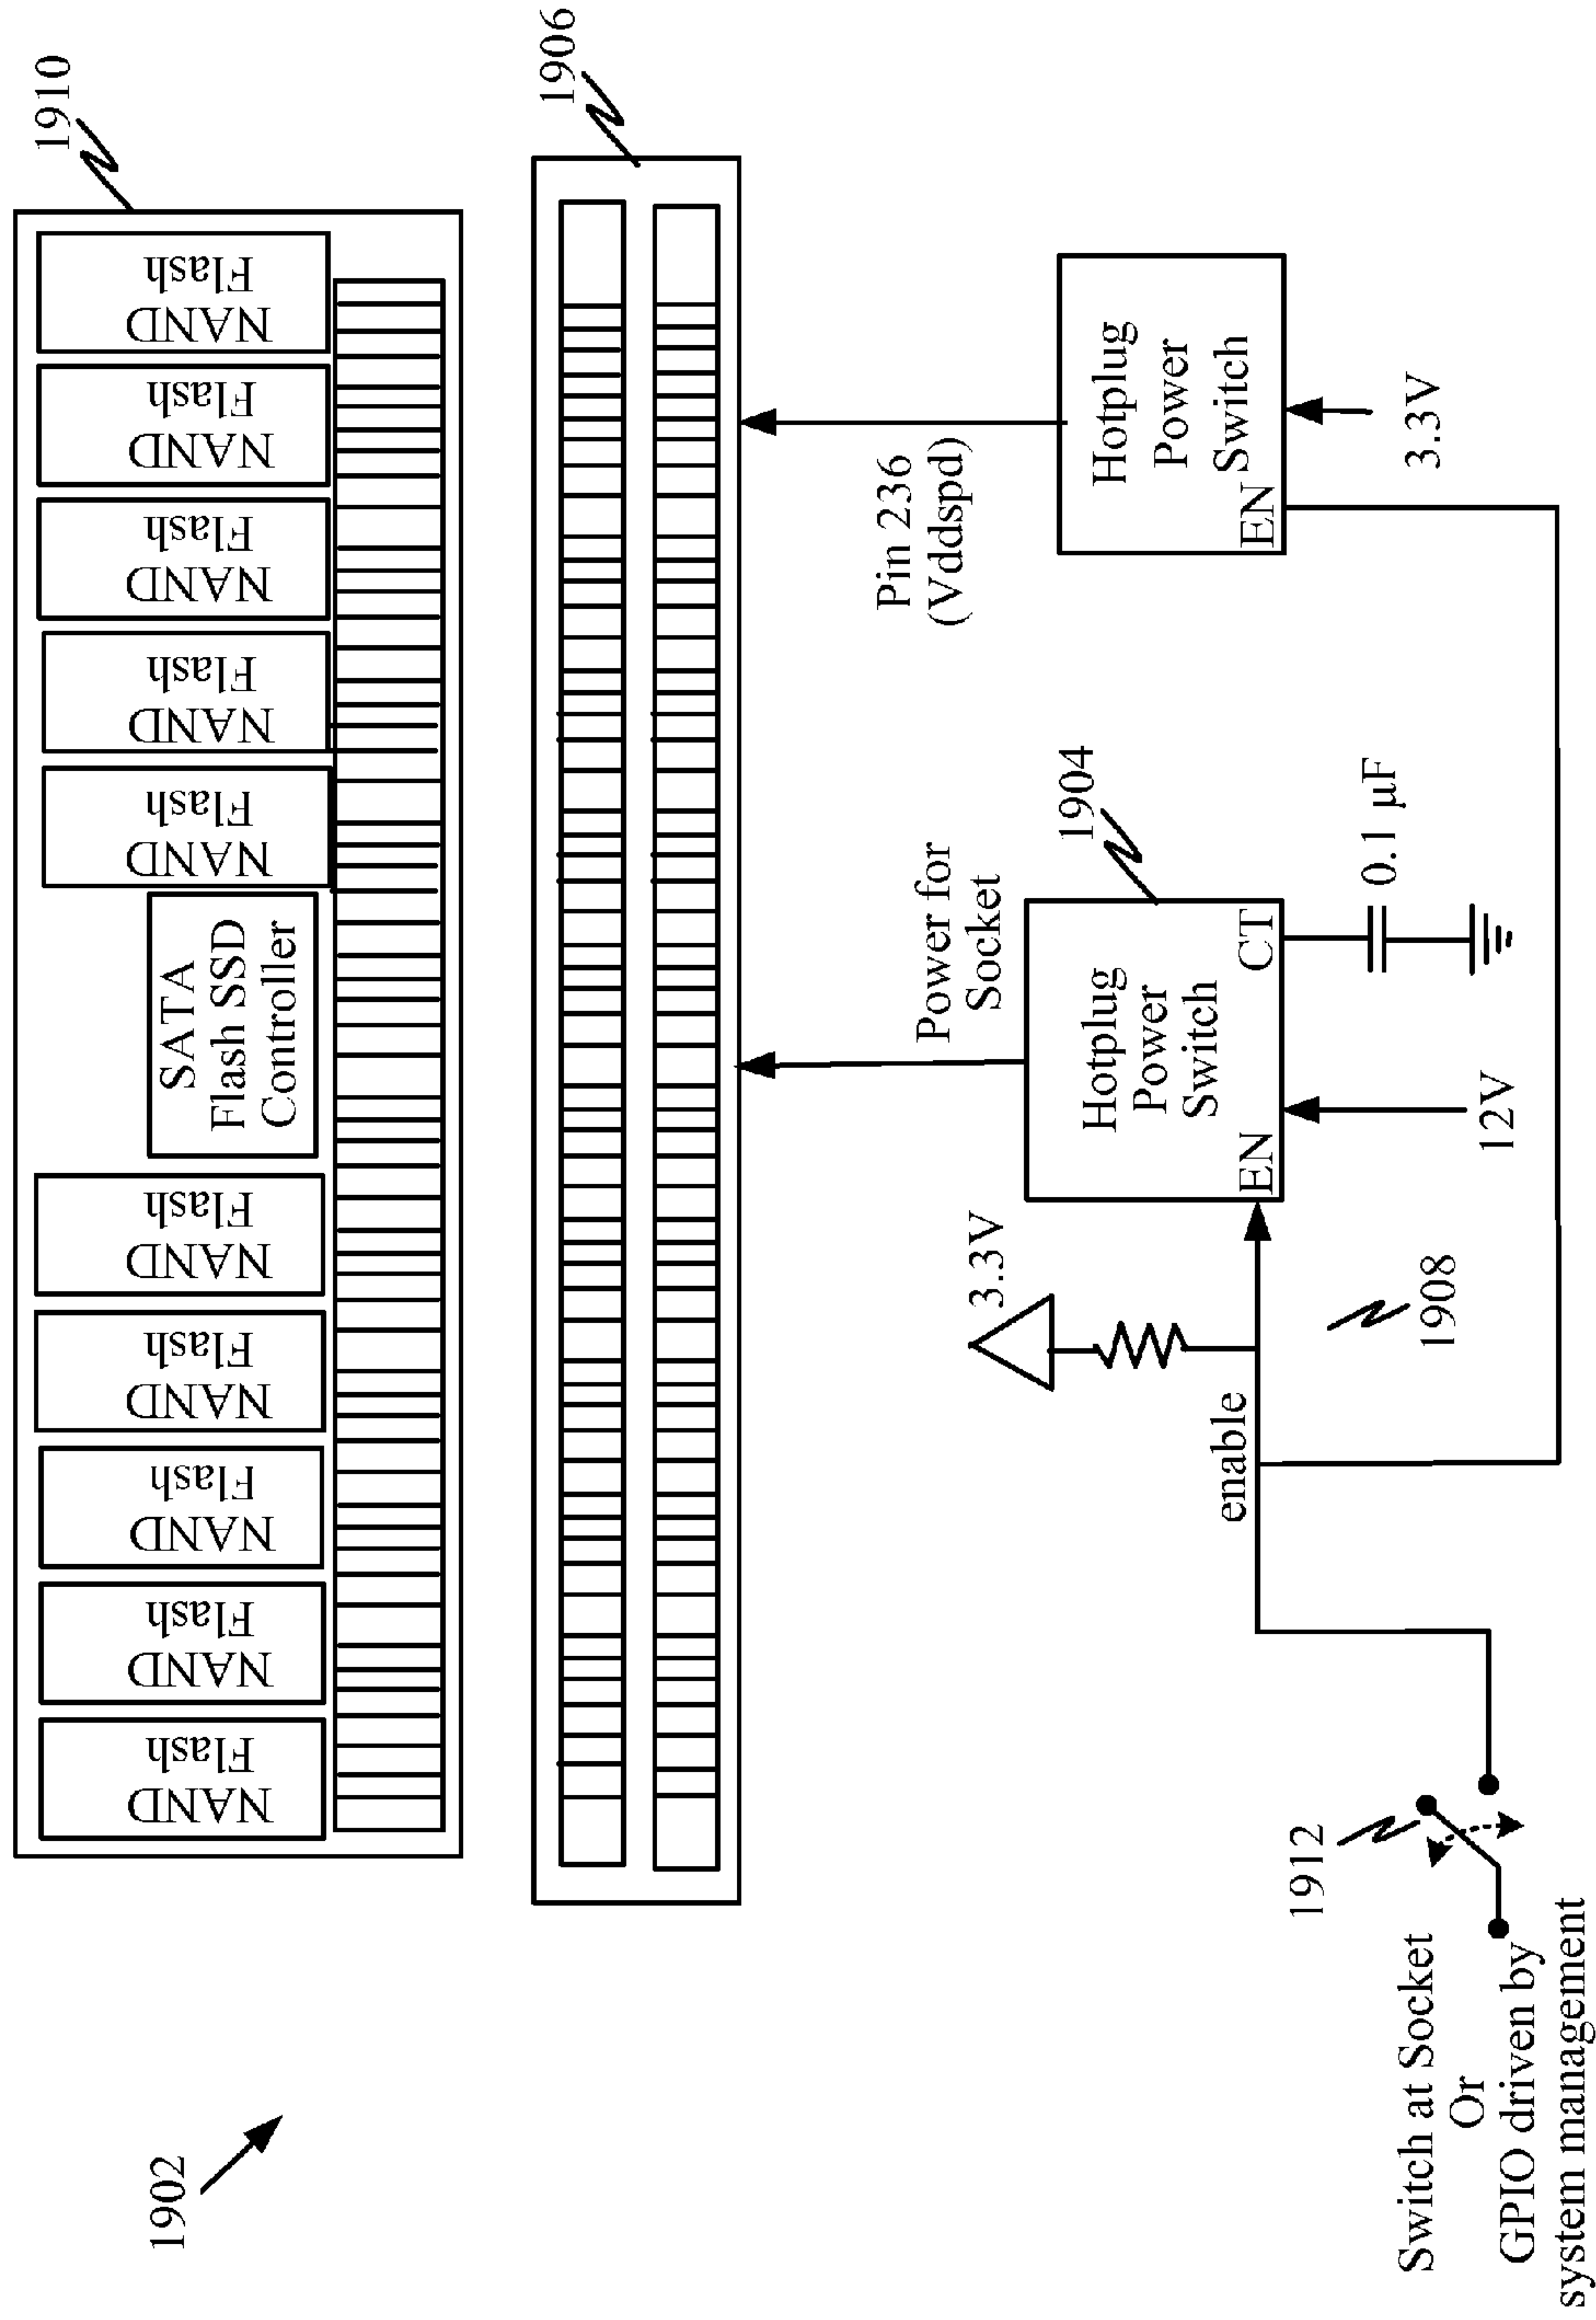 1910
NAND
Flash
NAND
Flash
NAND
Flash
NAND
Flash
SATA
Flash SSD
Controller
NAND
Flash
NAND
Flash
NAND
Flash
NAND
Flash
NAND
Flash
NAND
Flash
1906
1902
Power for
Socket
Pin 236
(Vddspd)
3.3V
1904
Hotplug
Power
Switch
EN
CT
Hotplug
Power
Switch
EN
enable
1912
1908
12V
0.1 μF
3.3V
Switch at Socket
Or
GPIO driven by
system management